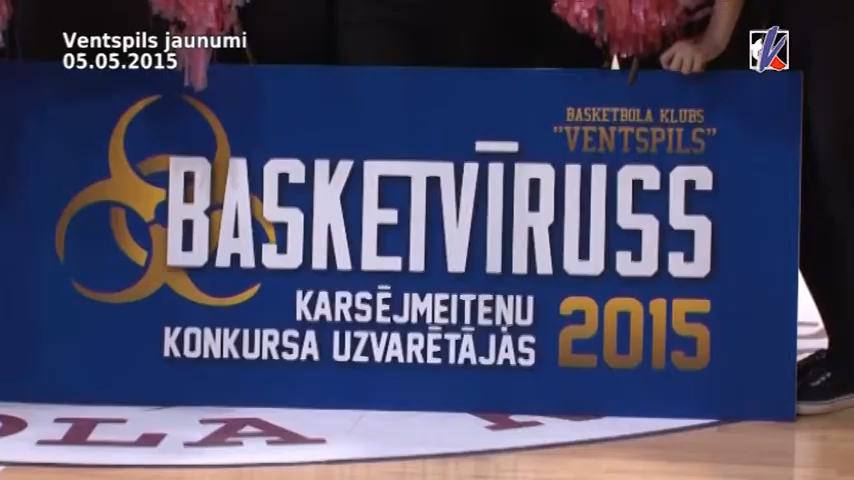 Ventspils jaunumi
05.05.2015
BASKETBOLA KLUBS
"VENTSPILS"
BASKETVĪRUSS
KARSĒJMEITEŅU
KONKURSA UZVARĒTĀJAS
2015